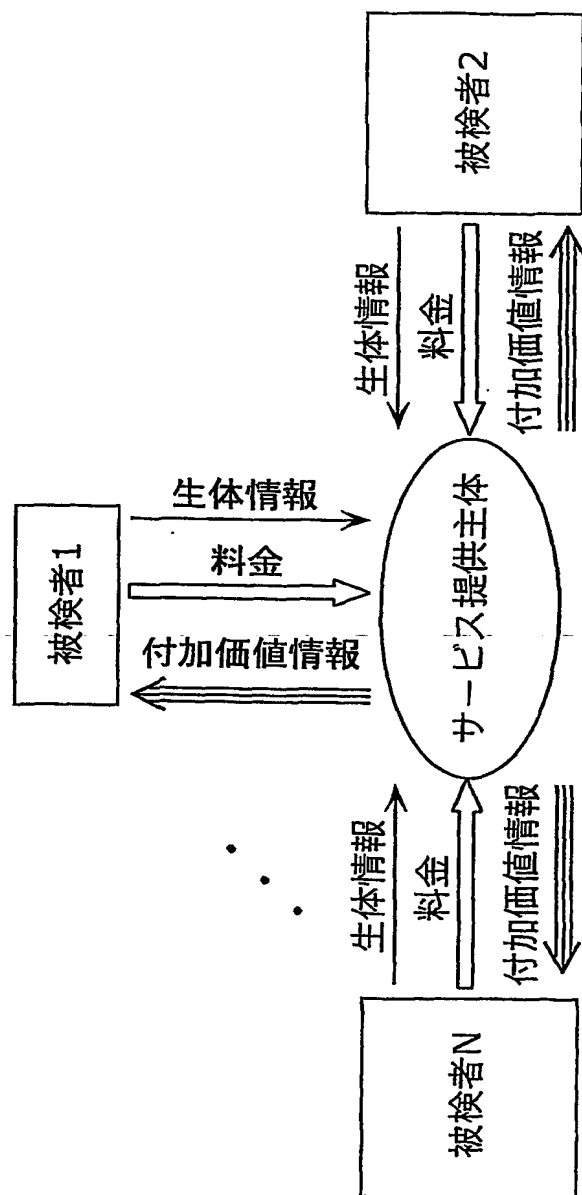 被検者1
生体情報
料金
付加価値情報
被検者2
生体情報
料金
付加価値情報
サービス提供主体
被検者N
生体情報
料金
付加価値情報